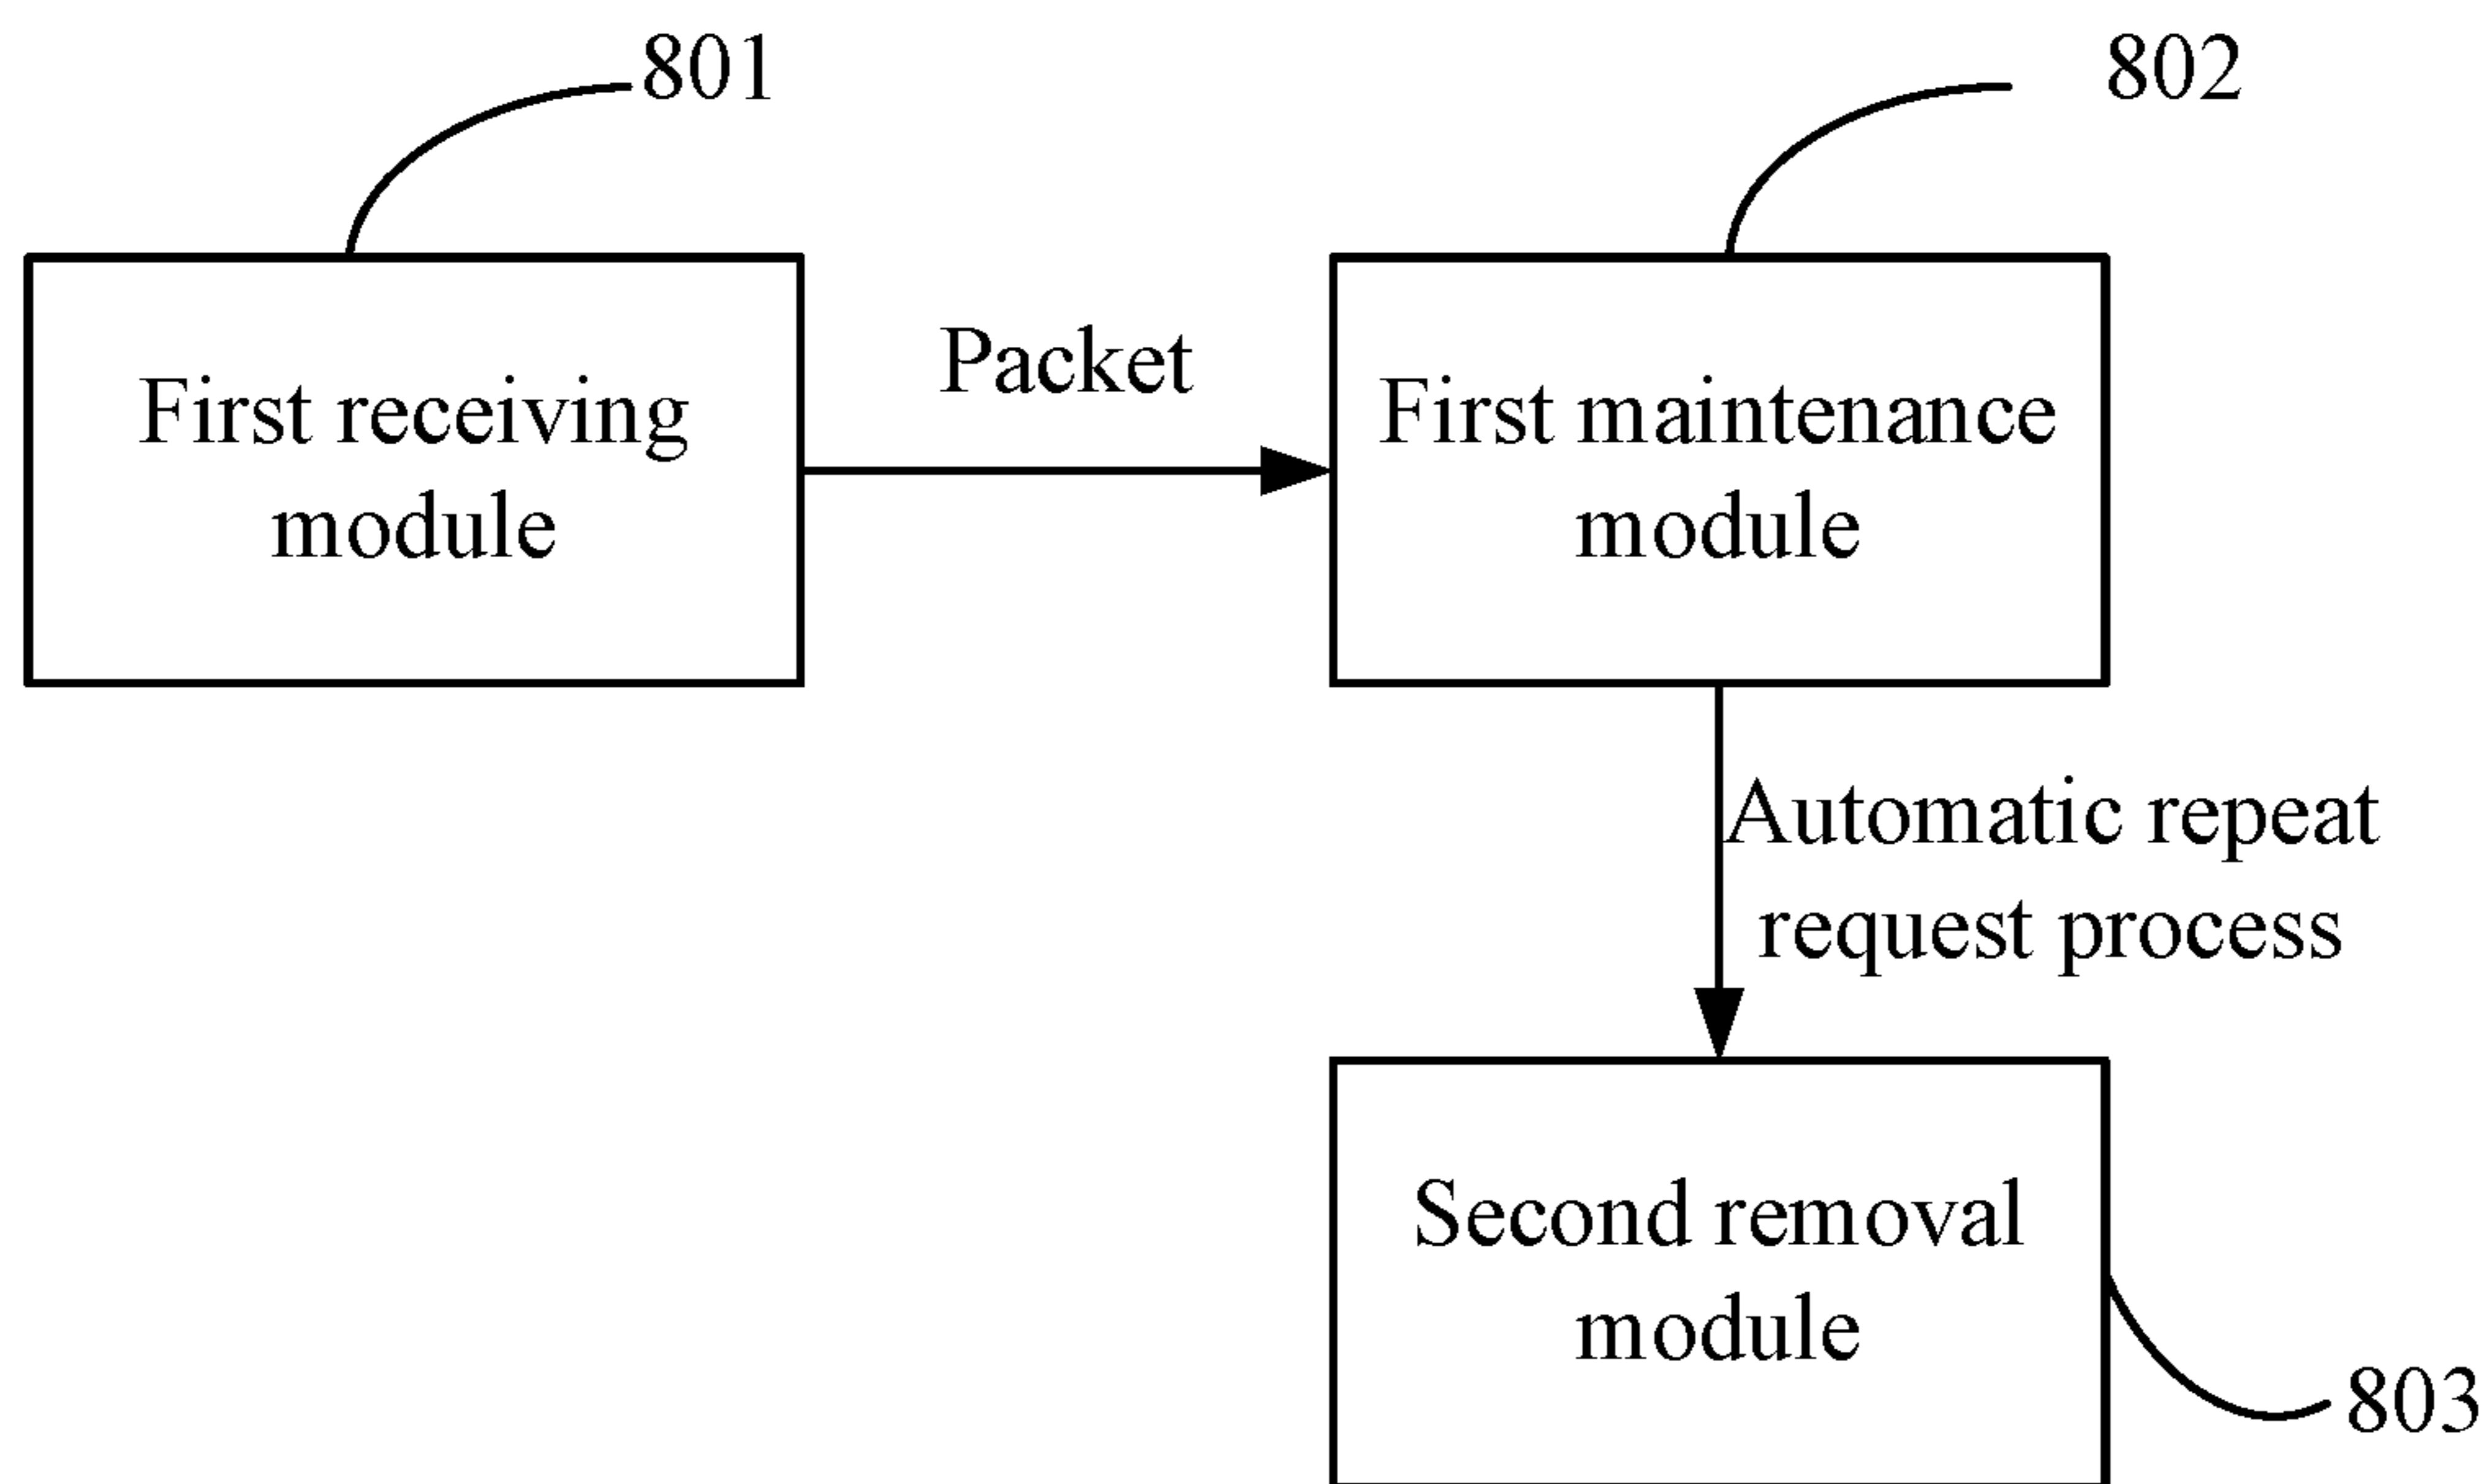 801
802
First receiving
module
Packet
First maintenance
module
Automatic repeat
request process
Second removal
module
803